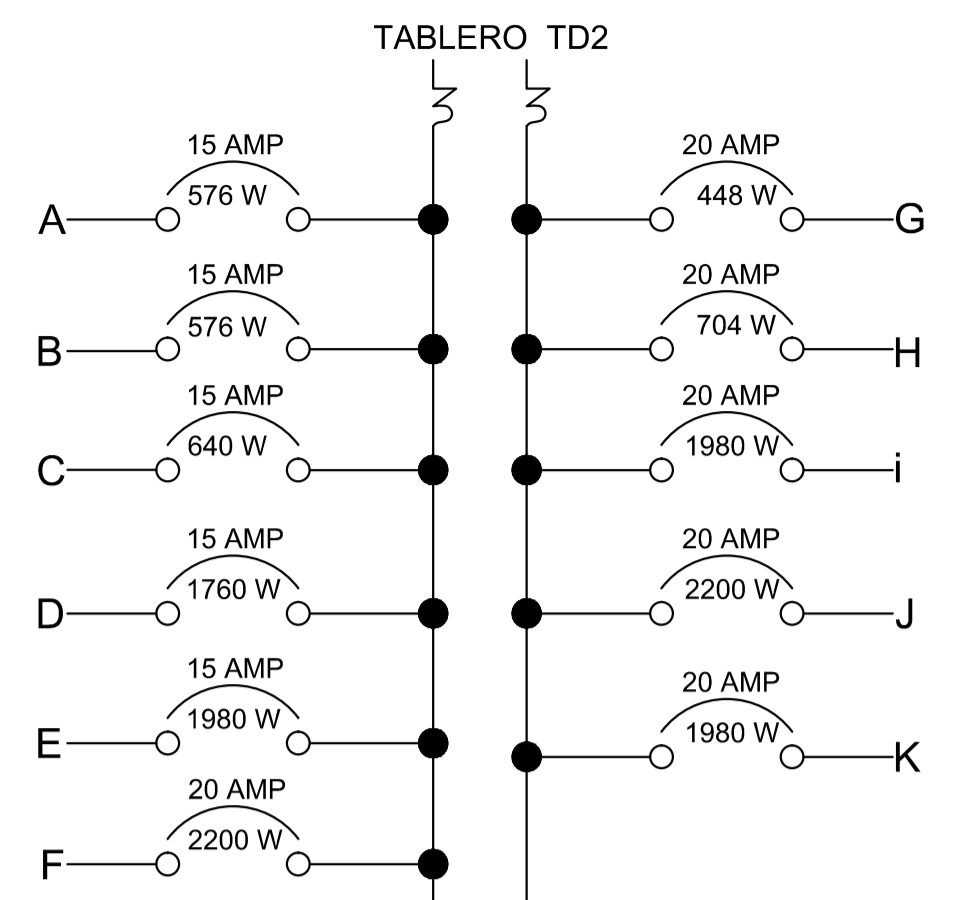 TABLERO TD2
15 AMP
576 W
A
15 AMP
576 W
B
15 AMP
640 W
C
15 AMP
1760 W
D
15 AMP
1980 W
E
20 AMP
2200 W
F
20 AMP
448 W
G
20 AMP
704 W
H
20 AMP
1980 W
i
20 AMP
2200 W
J
20 AMP
1980 W
K